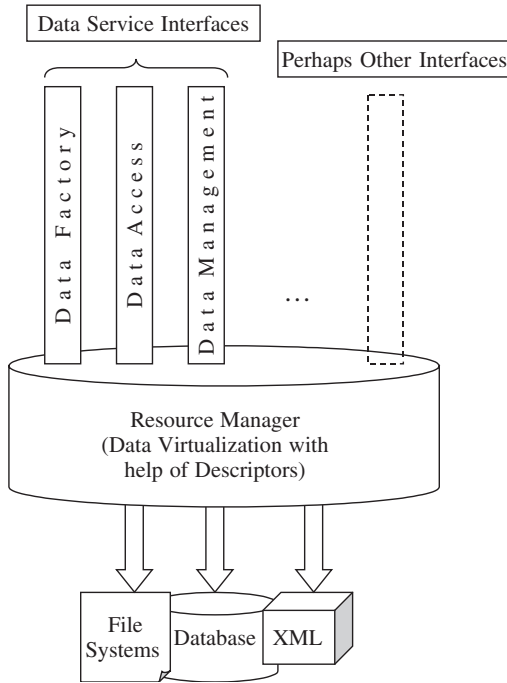 Data Service Interfaces
Perhaps Other Interfaces
Data Factory
Data Access
Data Management
...
Resource Manager
(Data Virtualization with
help of Descriptors)
File
Systems
Database
XML